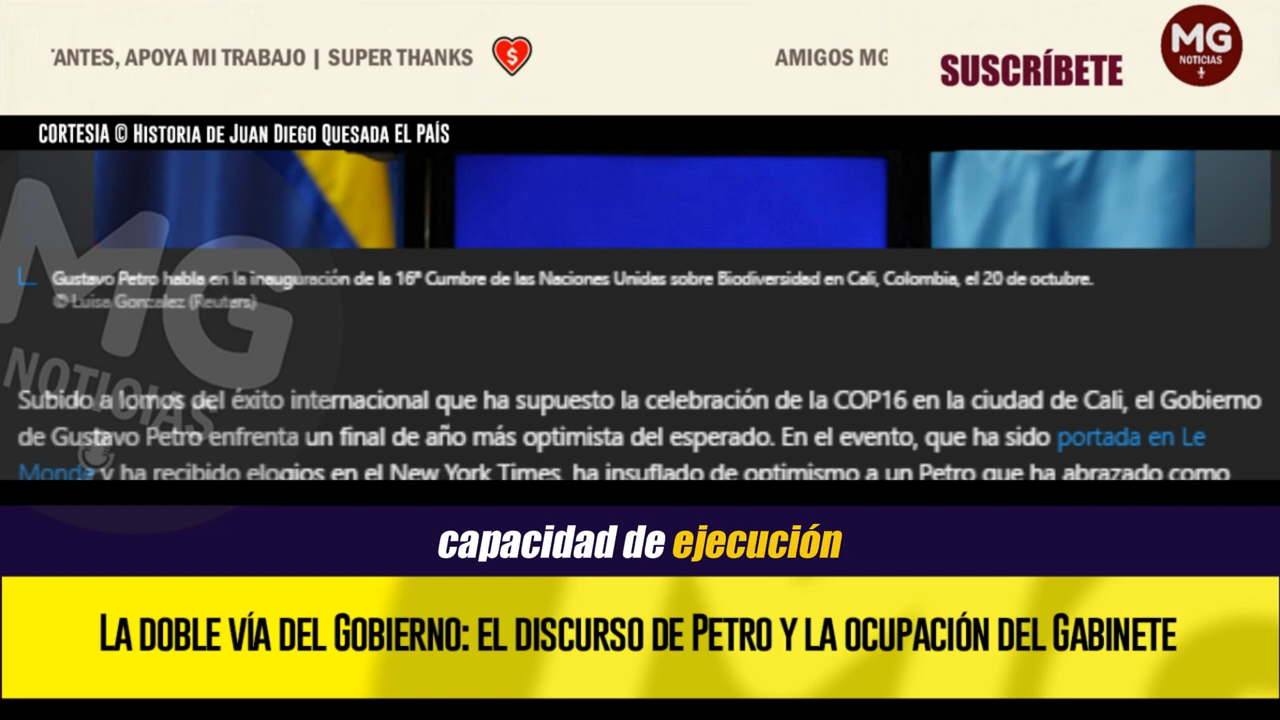 'ANTES, APOYA MI TRABAJO | SUPER THANKS
$
AMIGOS MG
SUSCRÍBETE
MG
NOTICIAS
CORTESIA © HISTORIA DE JUAN DIEGO QUESADA EL PAÍS
MG
NOTICIAS
Gustavo Petro habla en la inauguración de la 16ª Cumbre de las Naciones Unidas sobre Biodiversidad en Cali, Colombia, el 20 de octubre.
© Luisa Gonzalez (Reuters)
Subido a lomos del éxito internacional que ha supuesto la celebración de la COP16 en la ciudad de Cali, el Gobierno
de Gustavo Petro enfrenta un final de año más optimista del esperado. En el evento, que ha sido portada en Le
Monde y ha recibido elogios en el New York Times, ha insuflado de optimismo a un Petro que ha abrazado como
capacidad de ejecución
LA DOBLE VÍA DEL GOBIERNO: EL DISCURSO DE PETRO Y LA OCUPACIÓN DEL GABINETE